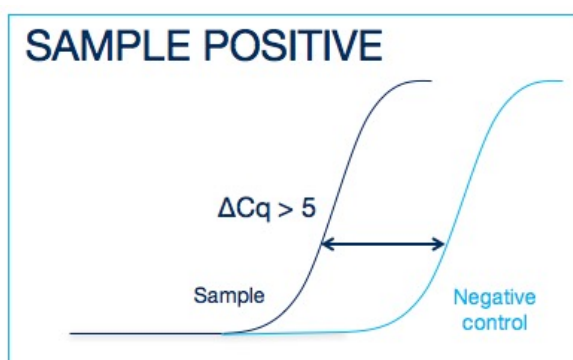 SAMPLE POSITIVE
ΔCq > 5
Sample
Negative
control